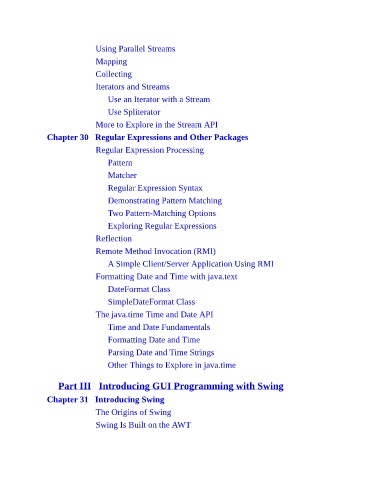 Using Parallel Streams
Mapping
Collecting
Iterators and Streams
Use an Iterator with a Stream
Use Spliterator
More to Explore in the Stream API
Chapter 30 Regular Expressions and Other Packages
Regular Expression Processing
Pattern
Matcher
Regular Expression Syntax
Demonstrating Pattern Matching
Two Pattern-Matching Options
Exploring Regular Expressions
Reflection
Remote Method Invocation (RMI)
A Simple Client/Server Application Using RMI
Formatting Date and Time with java.text
DateFormat Class
SimpleDateFormat Class
The java.time Time and Date API
Time and Date Fundamentals
Formatting Date and Time
Parsing Date and Time Strings
Other Things to Explore in java.time
Part III Introducing GUI Programming with Swing
Chapter 31 Introducing Swing
The Origins of Swing
Swing Is Built on the AWT